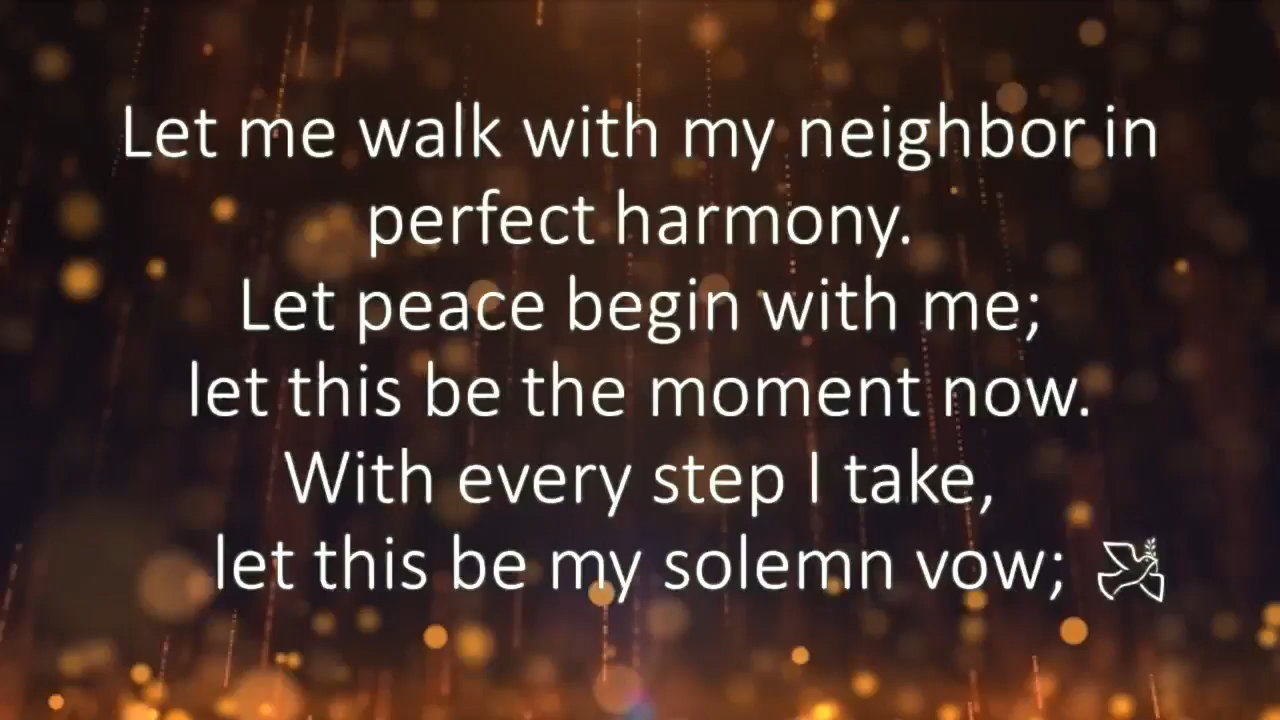 Let me walk with my neighbor in
perfect harmony.
Let peace begin with me;
let this be the moment now.
With every step I take,
let this be my solemn vow;